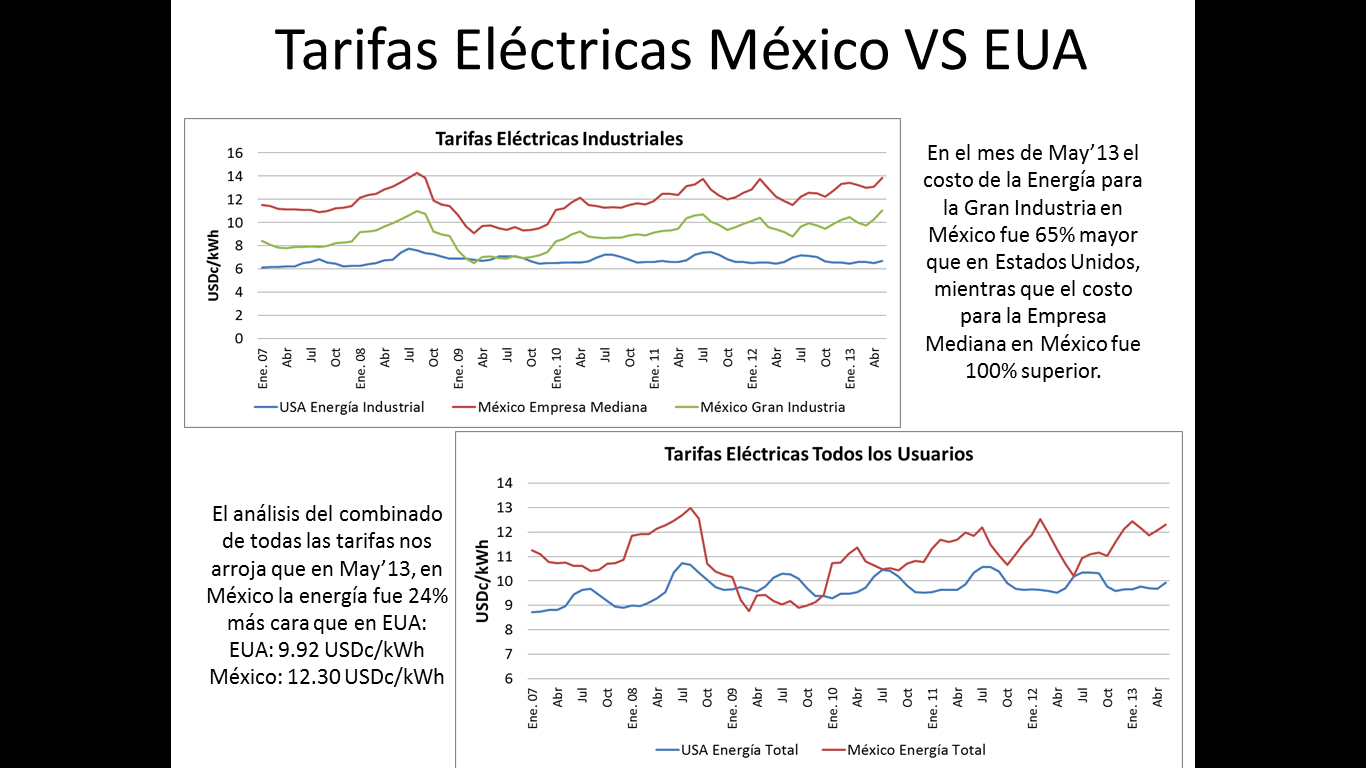 Tarifas Eléctricas México VS EUA
Tarifas Eléctricas Industriales
16
14
12
10
8
6
4
2
0
USDc/kWh
Ene. 07
Abr
Jul
Oct
Ene. 08
Abr
Jul
Oct
Ene. 09
Abr
Jul
Oct
Ene. 10
Abr
Jul
Oct
Ene. 11
Abr
Jul
Oct
Ene. 12
Abr
Jul
Oct
Ene. 13
Abr
USA Energía Industrial México Empresa Mediana México Gran Industria
En el mes de May’13 el
costo de la Energía para
la Gran Industria en
México fue 65% mayor
que en Estados Unidos,
mientras que el costo
para la Empresa
Mediana en México fue
100% superior.
El análisis del combinado
de todas las tarifas nos
arroja que en May’13, en
México la energía fue 24%
más cara que en EUA:
EUA: 9.92 USDc/kWh
México: 12.30 USDc/kWh
Tarifas Eléctricas Todos los Usuarios
14
13
12
11
10
9
8
7
6
USDc/kWh
Ene. 07
Abr
Jul
Oct
Ene. 08
Abr
Jul
Oct
Ene. 09
Abr
Jul
Oct
Ene. 10
Abr
Jul
Oct
Ene. 11
Abr
Jul
Oct
Ene. 12
Abr
Jul
Oct
Ene. 13
Abr
USA Energía Total México Energía Total